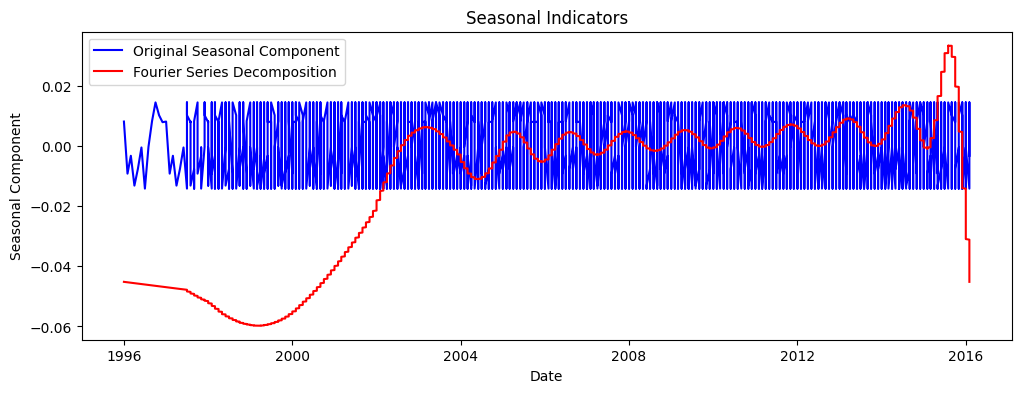 Seasonal Indicators
Original Seasonal Component
Fourier Series Decomposition
Seasonal Component
0.02
0.00
−0.02
−0.04
−0.06
1996
2000
2004
2008
2012
2016
Date